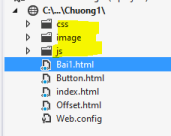 C:\...\Chuong1\
css
image
js
Bai1.html
Button.html
index.html
Offset.html
Web.config